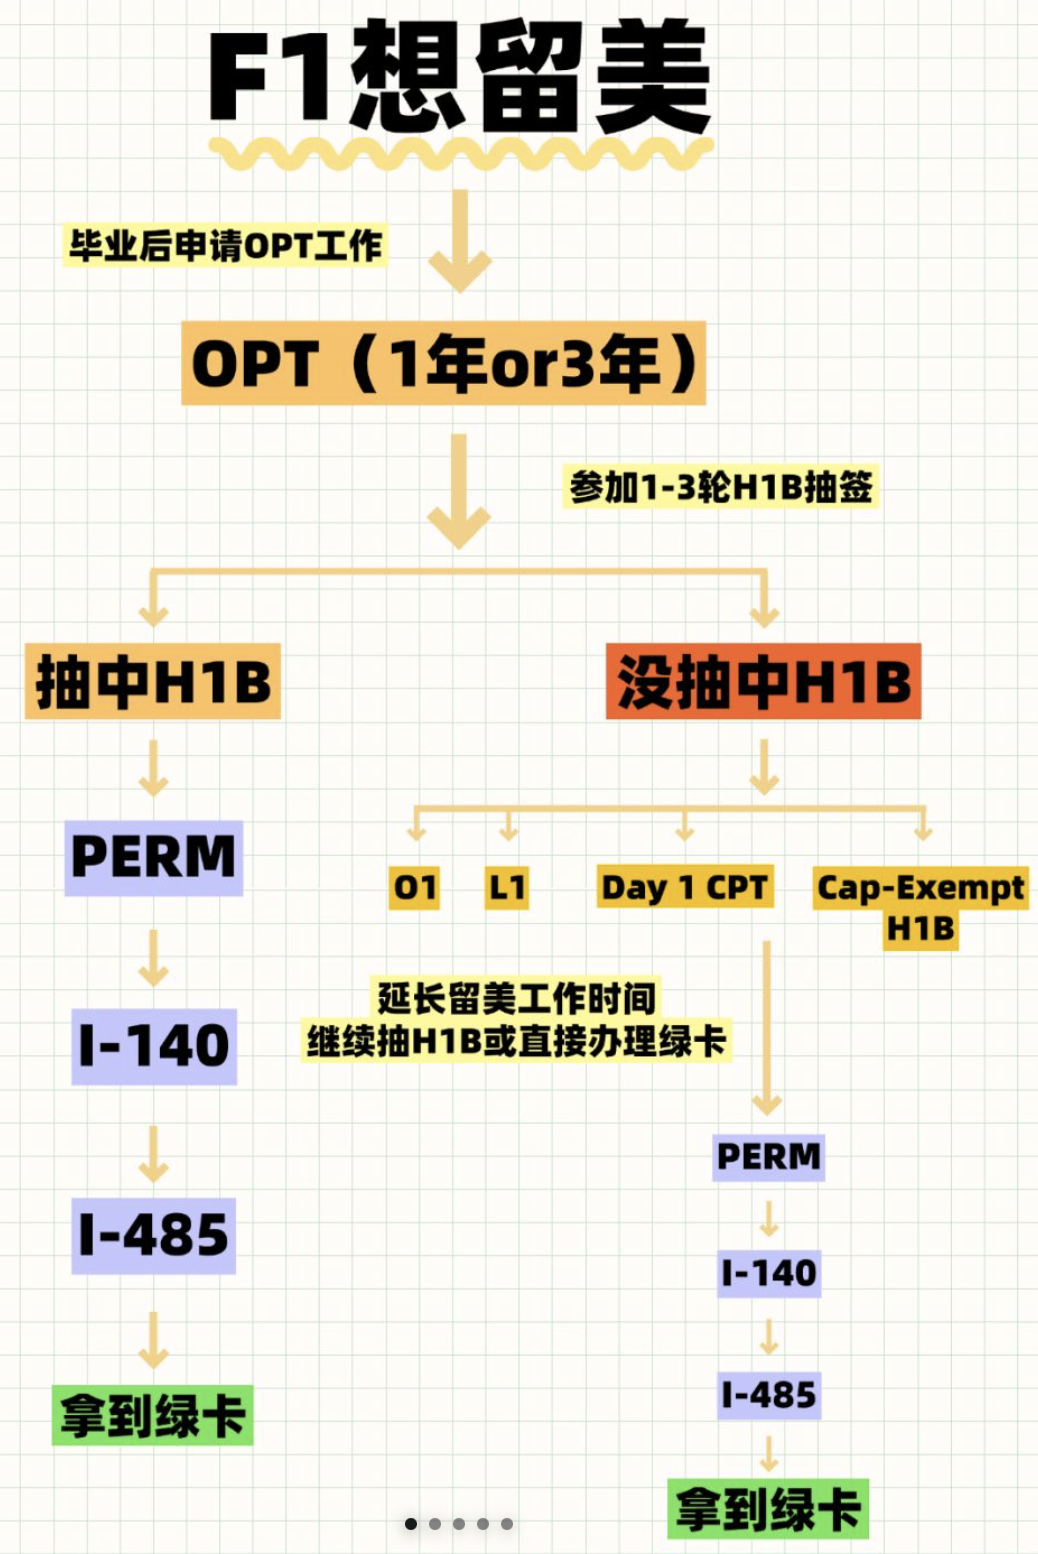 F1想留美
毕业后申请OPT工作
OPT（1年or3年）
参加1-3轮H1B抽签
抽中H1B
没抽中H1B
PERM
O1
L1
Day 1 CPT
Cap-Exempt
H1B
延长留美工作时间
继续抽H1B或直接办理绿卡
I-140
PERM
I-485
I-140
I-485
拿到绿卡
拿到绿卡